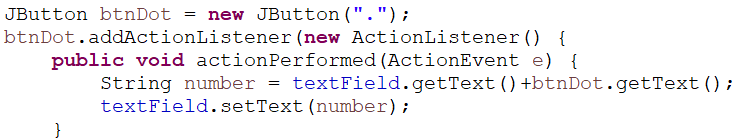 JButton btnDot = new JButton(".");
btnDot.addActionListener(new ActionListener() {
    public void actionPerformed(ActionEvent e) {
        String number = textField.getText()+btnDot.getText();
        textField.setText(number);
    }